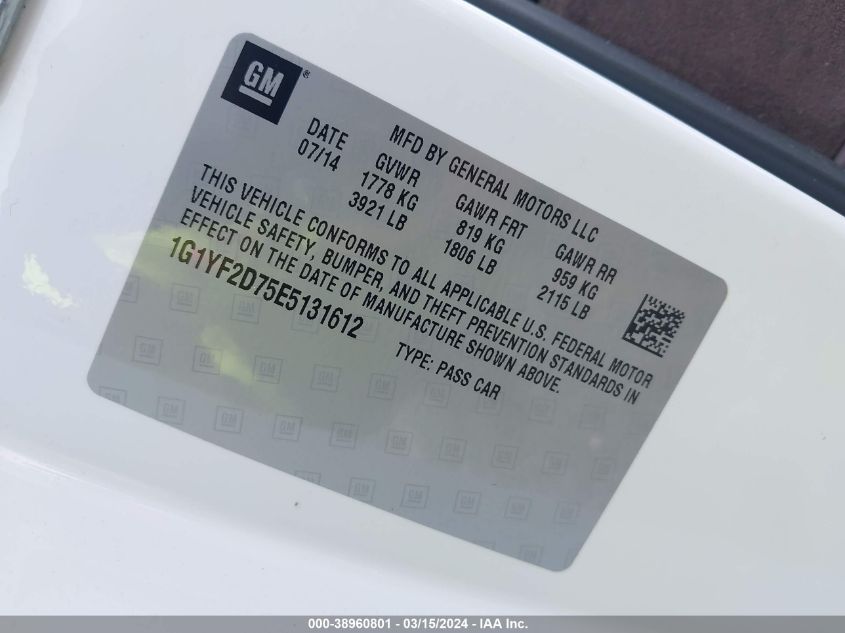 GM®
MFD BY GENERAL MOTORS LLC
DATE GVWR GAWR FRT GAWR RR
07/14 1778 KG 819 KG 959 KG
3921 LB 1806 LB 2115 LB
THIS VEHICLE CONFORMS TO ALL APPLICABLE U.S. FEDERAL MOTOR
VEHICLE SAFETY, BUMPER, AND THEFT PREVENTION STANDARDS IN
EFFECT ON THE DATE OF MANUFACTURE SHOWN ABOVE.
1G1YF2D75E5131612 TYPE: PASS CAR
000-38960801 - 03/15/2024 - IAA Inc.